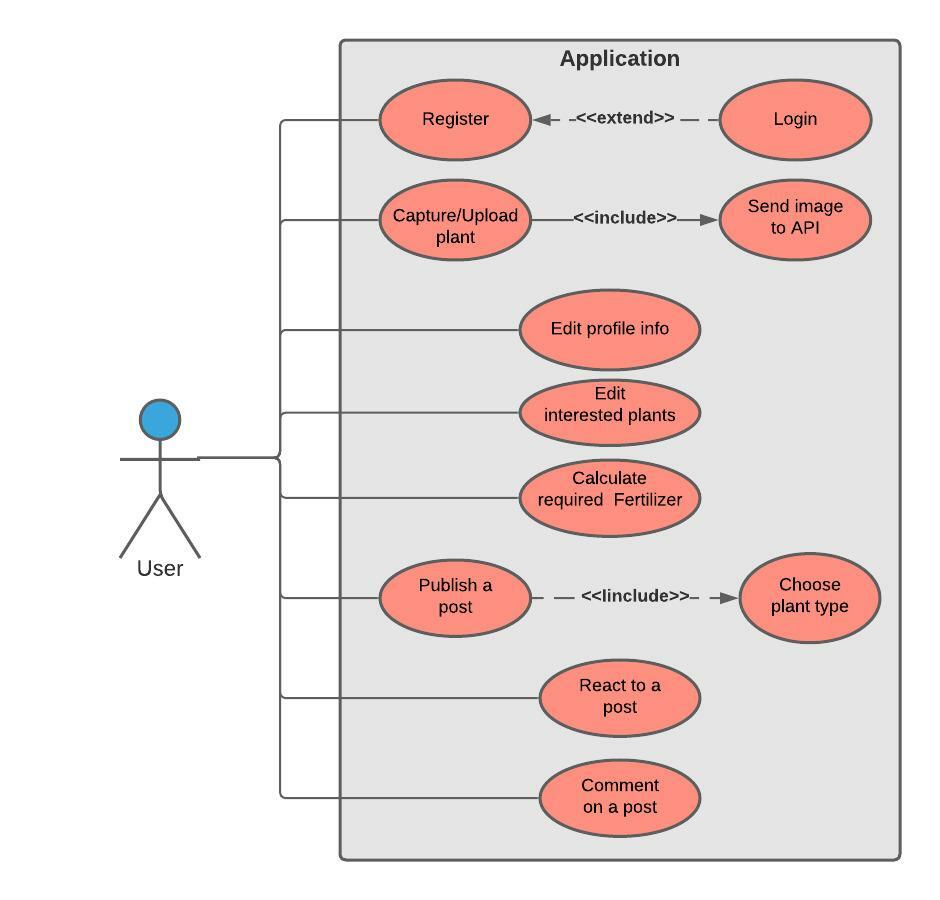 Application
Register
<<extend>>
Login
Capture/Upload
plant
<<include>>
Send image
to API
Edit profile info
Edit
interested plants
Calculate
required  Fertilizer
User
Publish a
post
<<Iinclude>>
Choose
plant type
React to a
post
Comment
on a post